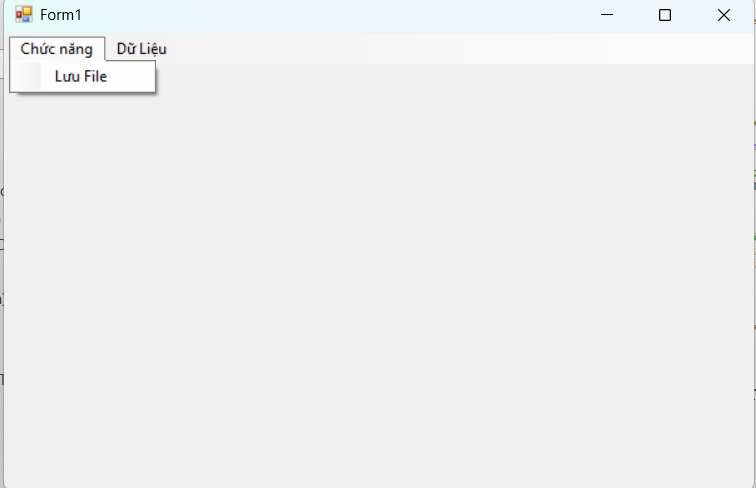 Form1
Chức năng Dữ Liệu
Lưu File